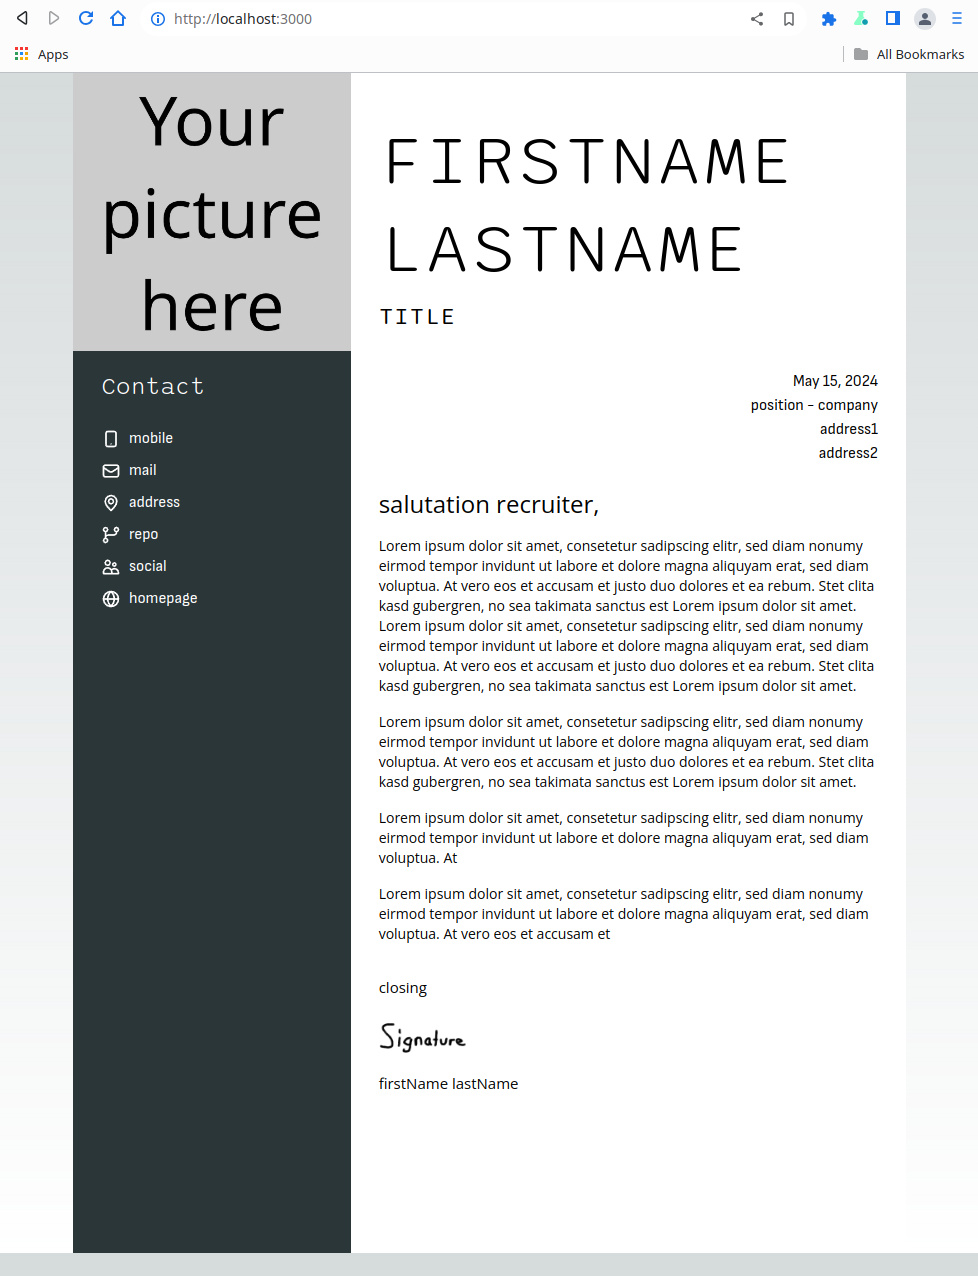 http://localhost:3000
Apps
All Bookmarks
Your
picture
here
Contact
mobile
mail
address
repo
social
homepage
FIRSTNAME
LASTNAME
TITLE
May 15, 2024
position - company
address1
address2
salutation recruiter,
Lorem ipsum dolor sit amet, consetetur sadipscing elitr, sed diam nonumy
eirmod tempor invidunt ut labore et dolore magna aliquyam erat, sed diam
voluptua. At vero eos et accusam et justo duo dolores et ea rebum. Stet clita
kasd gubergren, no sea takimata sanctus est Lorem ipsum dolor sit amet.
Lorem ipsum dolor sit amet, consetetur sadipscing elitr, sed diam nonumy
eirmod tempor invidunt ut labore et dolore magna aliquyam erat, sed diam
voluptua. At vero eos et accusam et justo duo dolores et ea rebum. Stet clita
kasd gubergren, no sea takimata sanctus est Lorem ipsum dolor sit amet.
Lorem ipsum dolor sit amet, consetetur sadipscing elitr, sed diam nonumy
eirmod tempor invidunt ut labore et dolore magna aliquyam erat, sed diam
voluptua. At vero eos et accusam et justo duo dolores et ea rebum. Stet clita
kasd gubergren, no sea takimata sanctus est Lorem ipsum dolor sit amet.
Lorem ipsum dolor sit amet, consetetur sadipscing elitr, sed diam nonumy
eirmod tempor invidunt ut labore et dolore magna aliquyam erat, sed diam
voluptua. At
Lorem ipsum dolor sit amet, consetetur sadipscing elitr, sed diam nonumy
eirmod tempor invidunt ut labore et dolore magna aliquyam erat, sed diam
voluptua. At vero eos et accusam et
closing
Signature
firstName lastName